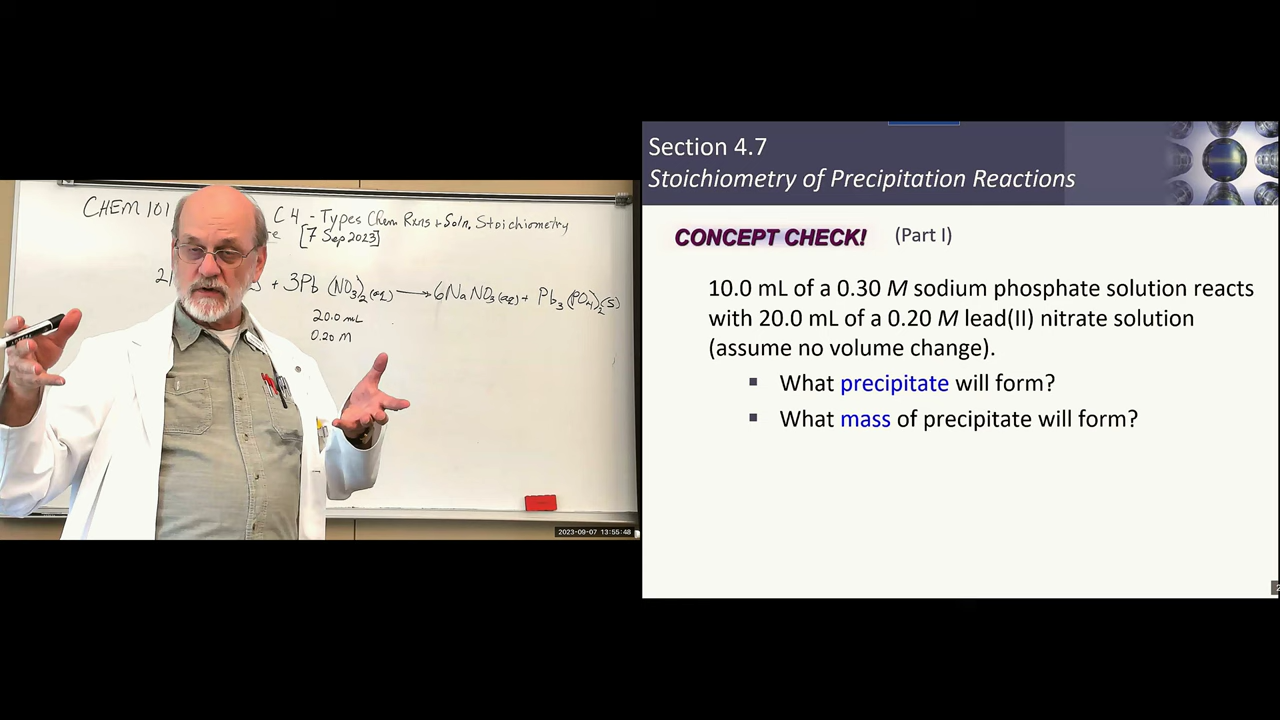 CHEM 101 C 4 - Types Chem Rxns + Soln. Stoichiometry
[7 Sep 2023]
+ 3Pb (NO3)2 (aq) → 6NaNO3 (aq) + Pb3(PO4)2(s)
20.0 mL
0.20 M
2023-09-07 13:55:48
Section 4.7
Stoichiometry of Precipitation Reactions
CONCEPT CHECK! (Part I)
10.0 mL of a 0.30 M sodium phosphate solution reacts
with 20.0 mL of a 0.20 M lead(II) nitrate solution
(assume no volume change).
▪ What precipitate will form?
▪ What mass of precipitate will form?